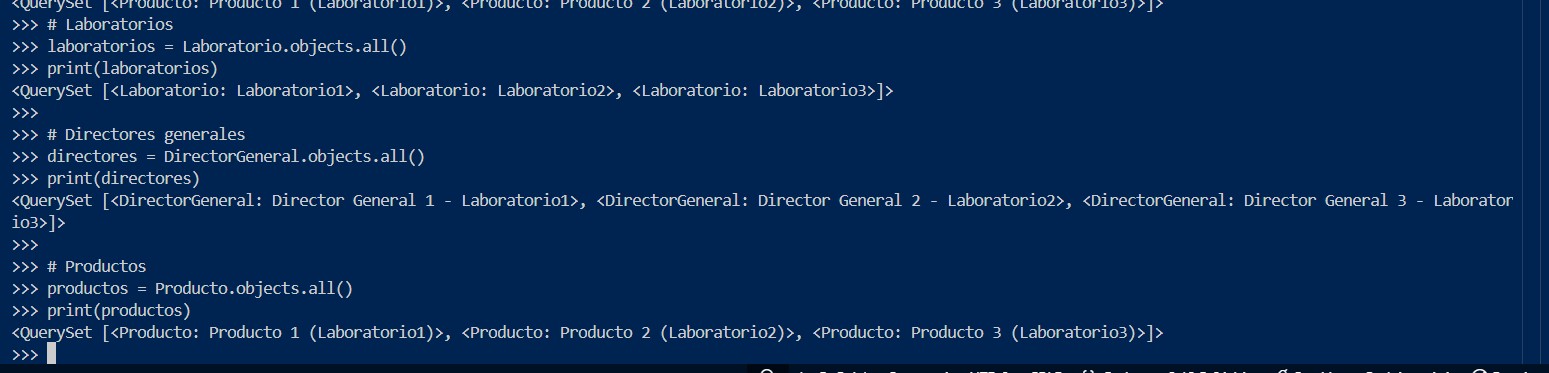 <QuerySet [<Producto: Producto 1 (Laboratorio1)>, <Producto: Producto 2 (Laboratorio2)>, <Producto: Producto 3 (Laboratorio3)>]>
>>> # Laboratorios
>>> laboratorios = Laboratorio.objects.all()
>>> print(laboratorios)
<QuerySet [<Laboratorio: Laboratorio1>, <Laboratorio: Laboratorio2>, <Laboratorio: Laboratorio3>]>
>>>
>>> # Directores generales
>>> directores = DirectorGeneral.objects.all()
>>> print(directores)
<QuerySet [<DirectorGeneral: Director General 1 - Laboratorio1>, <DirectorGeneral: Director General 2 - Laboratorio2>, <DirectorGeneral: Director General 3 - Laborator
io3>]>
>>>
>>> # Productos
>>> productos = Producto.objects.all()
>>> print(productos)
<QuerySet [<Producto: Producto 1 (Laboratorio1)>, <Producto: Producto 2 (Laboratorio2)>, <Producto: Producto 3 (Laboratorio3)>]>
>>>